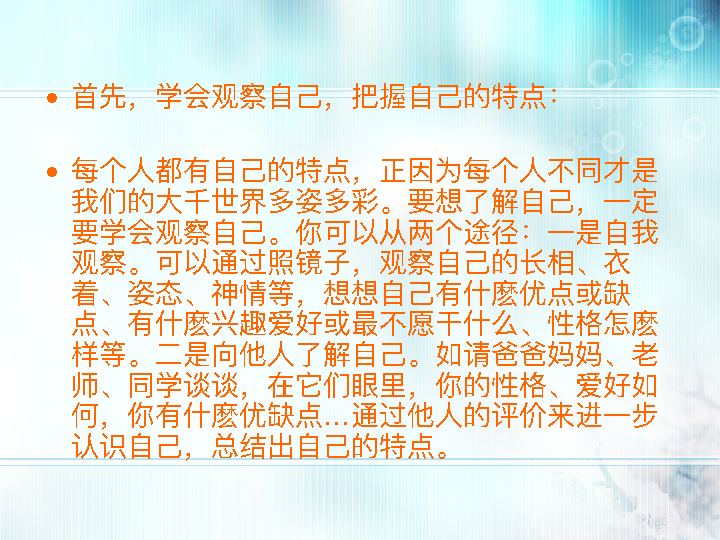 • 首先，学会观察自己，把握自己的特点：
• 每个人都有自己的特点，正因为每个人不同才是
我们的大千世界多姿多彩。要想了解自己，一定
要学会观察自己。你可以从两个途径：一是自我
观察。可以通过照镜子，观察自己的长相、衣
着、姿态、神情等，想想自己有什麽优点或缺
点、有什麽兴趣爱好或最不愿干什么、性格怎麽
样等。二是向他人了解自己。如请爸爸妈妈、老
师、同学谈谈，在它们眼里，你的性格、爱好如
何，你有什麽优缺点…通过他人的评价来进一步
认识自己，总结出自己的特点。